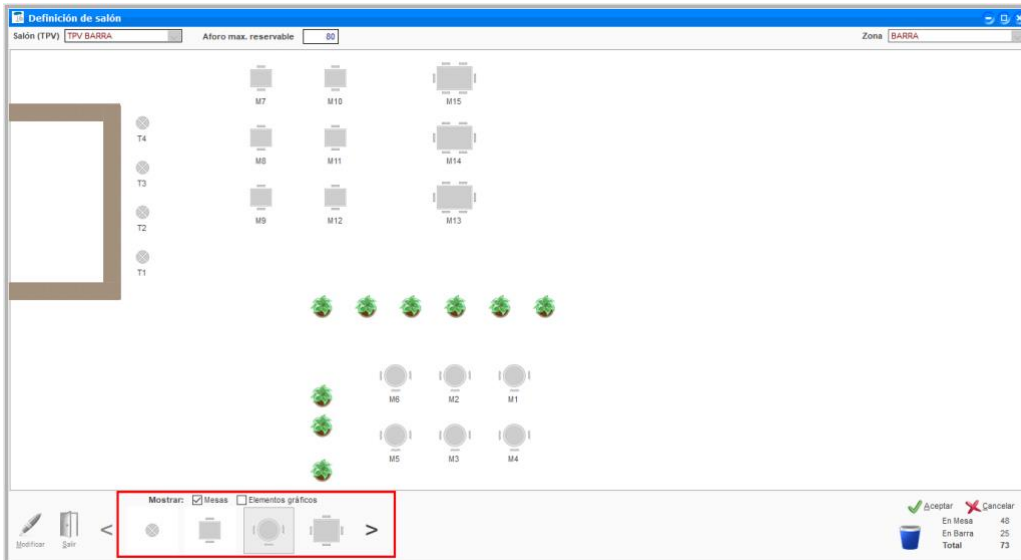 Definición de salón
Salón (TPV) TPV BARRA Aforo max. reservable 80 Zona BARRA
M7 M10 M15
T4
M8 M11 M14
T3
M9 M12 M13
T2
T1
M6 M2 M1
M5 M3 M4
Mostrar: Mesas Elementos gráficos
< >
Modificar Salir
Aceptar Cancelar
En Mesa 48
En Barra 25
Total 73